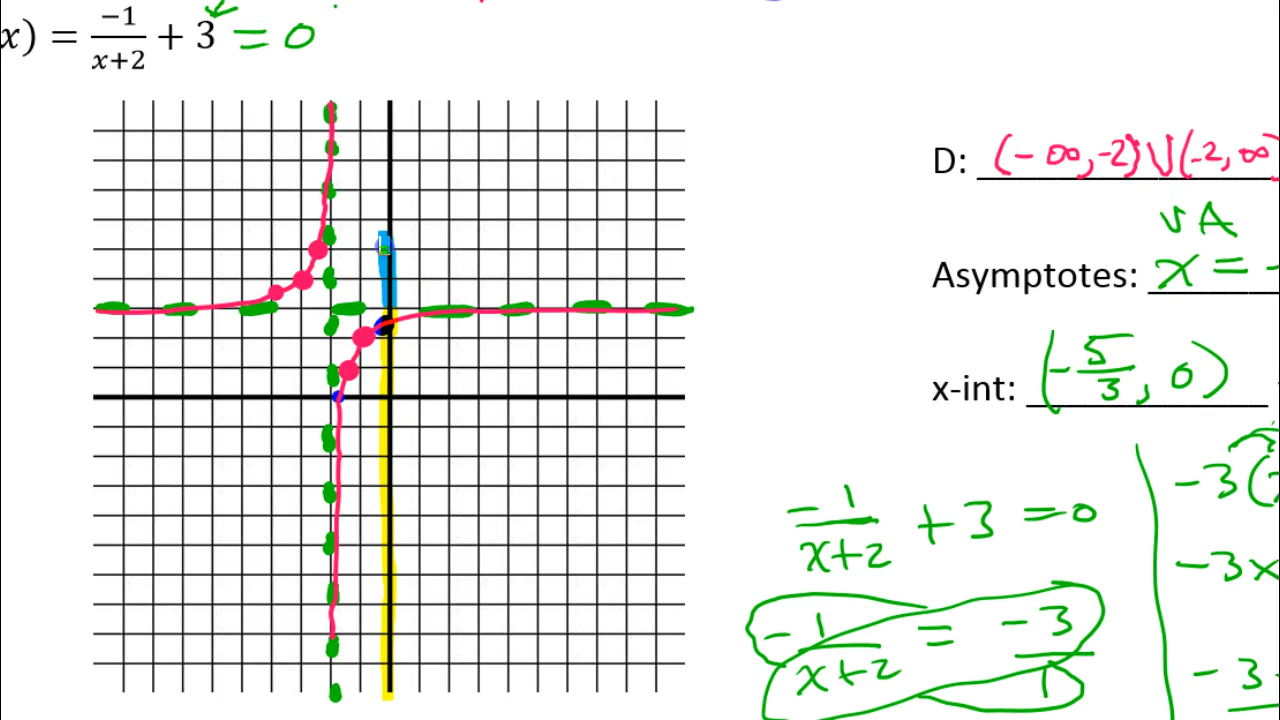 x) = -1/x+2 + 3 = 0
D: (-∞,-2)∪(-2,∞)
VA
Asymptotes: x = -
x-int: (-5/3, 0)
-1/x+2 + 3 = 0
-1/x+2 = -3/1
-3(
-3x
-3